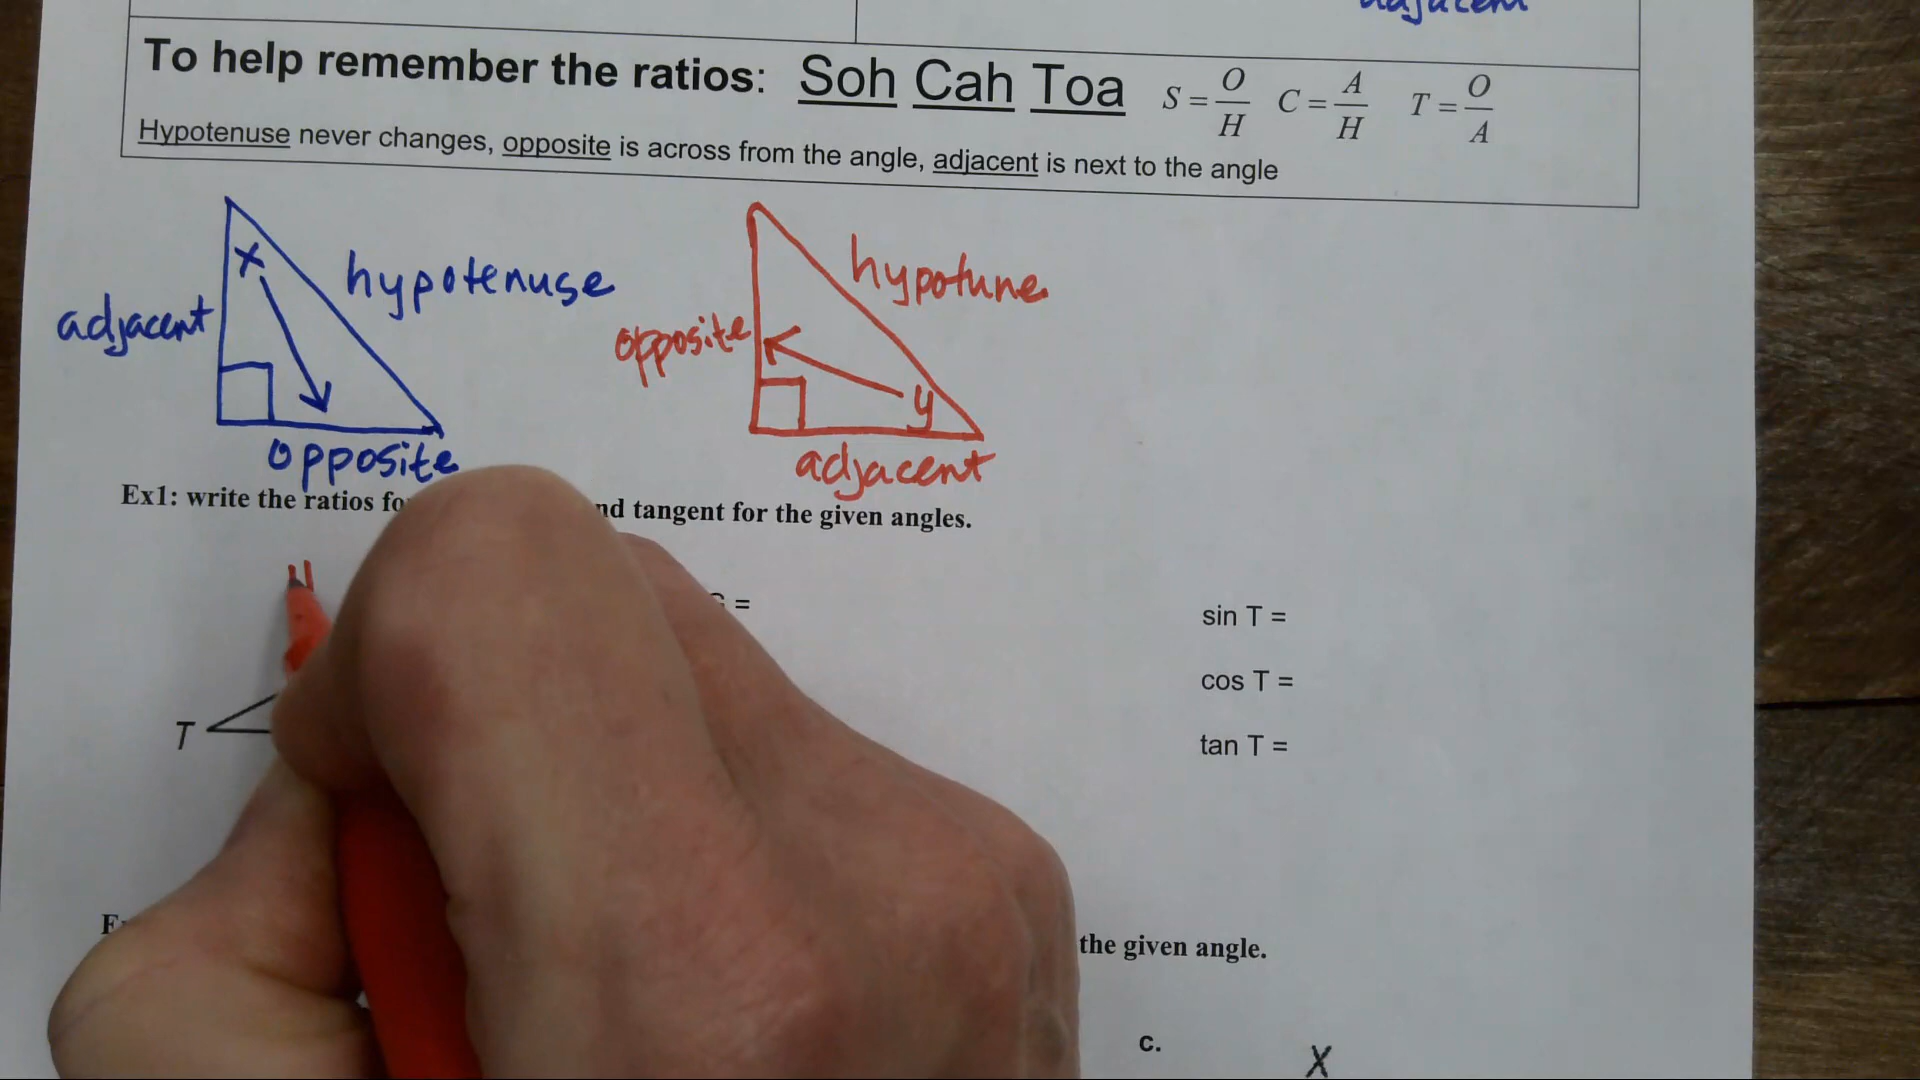 adjacent
To help remember the ratios: Soh Cah Toa S = O/H C = A/H T = O/A
Hypotenuse never changes, opposite is across from the angle, adjacent is next to the angle
x
hypotenuse
adjacent
opposite
hypotune
opposite
y
adjacent
Ex1: write the ratios nd tangent for the given angles.
=
sin T =
cos T =
T
tan T =
the given angle.
c.
X